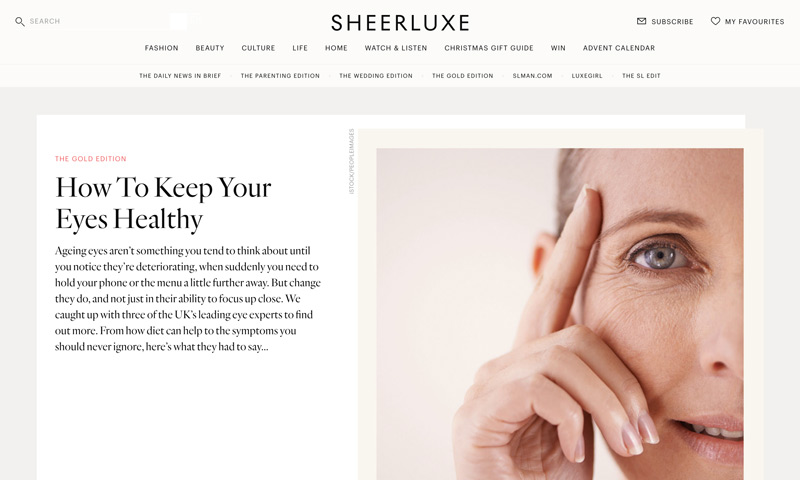 SEARCH
SHEERLUXE
SUBSCRIBE
MY FAVOURITES
FASHION BEAUTY CULTURE LIFE HOME WATCH & LISTEN CHRISTMAS GIFT GUIDE WIN ADVENT CALENDAR
THE DAILY NEWS IN BRIEF THE PARENTING EDITION THE WEDDING EDITION THE GOLD EDITION SLMAN.COM LUXEGIRL THE SL EDIT
THE GOLD EDITION
How To Keep Your
Eyes Healthy
Ageing eyes aren't something you tend to think about until
you notice they're deteriorating, when suddenly you need to
hold your phone or the menu a little further away. But change
they do, and not just in their ability to focus up close. We
caught up with three of the UK's leading eye experts to find
out more. From how diet can help to the symptoms you
should never ignore, here's what they had to say...
ISTOCK/PEOPLEIMAGES